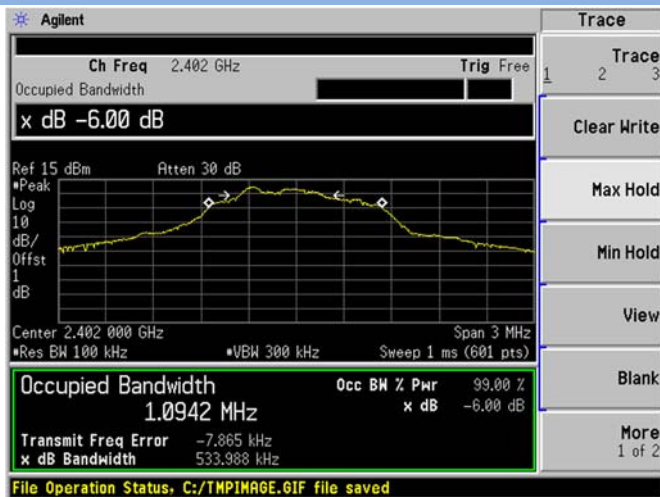 Agilent
Trace
Ch Freq 2.402 GHz Trig Free
Occupied Bandwidth
x dB -6.00 dB
Ref 15 dBm Atten 30 dB
*Peak
Log
10
dB/
Offst
1
dB
Center 2.402 000 GHz Span 3 MHz
*Res BW 100 kHz *VBW 300 kHz Sweep 1 ms (601 pts)
Occupied Bandwidth Occ BW % Pwr 99.00 %
1.0942 MHz x dB -6.00 dB
Transmit Freq Error -7.865 kHz
x dB Bandwidth 533.988 kHz
File Operation Status, C:/TMPIMAGE.GIF file saved
Trace
1 2 3
Clear Write
Max Hold
Min Hold
View
Blank
More
1 of 2